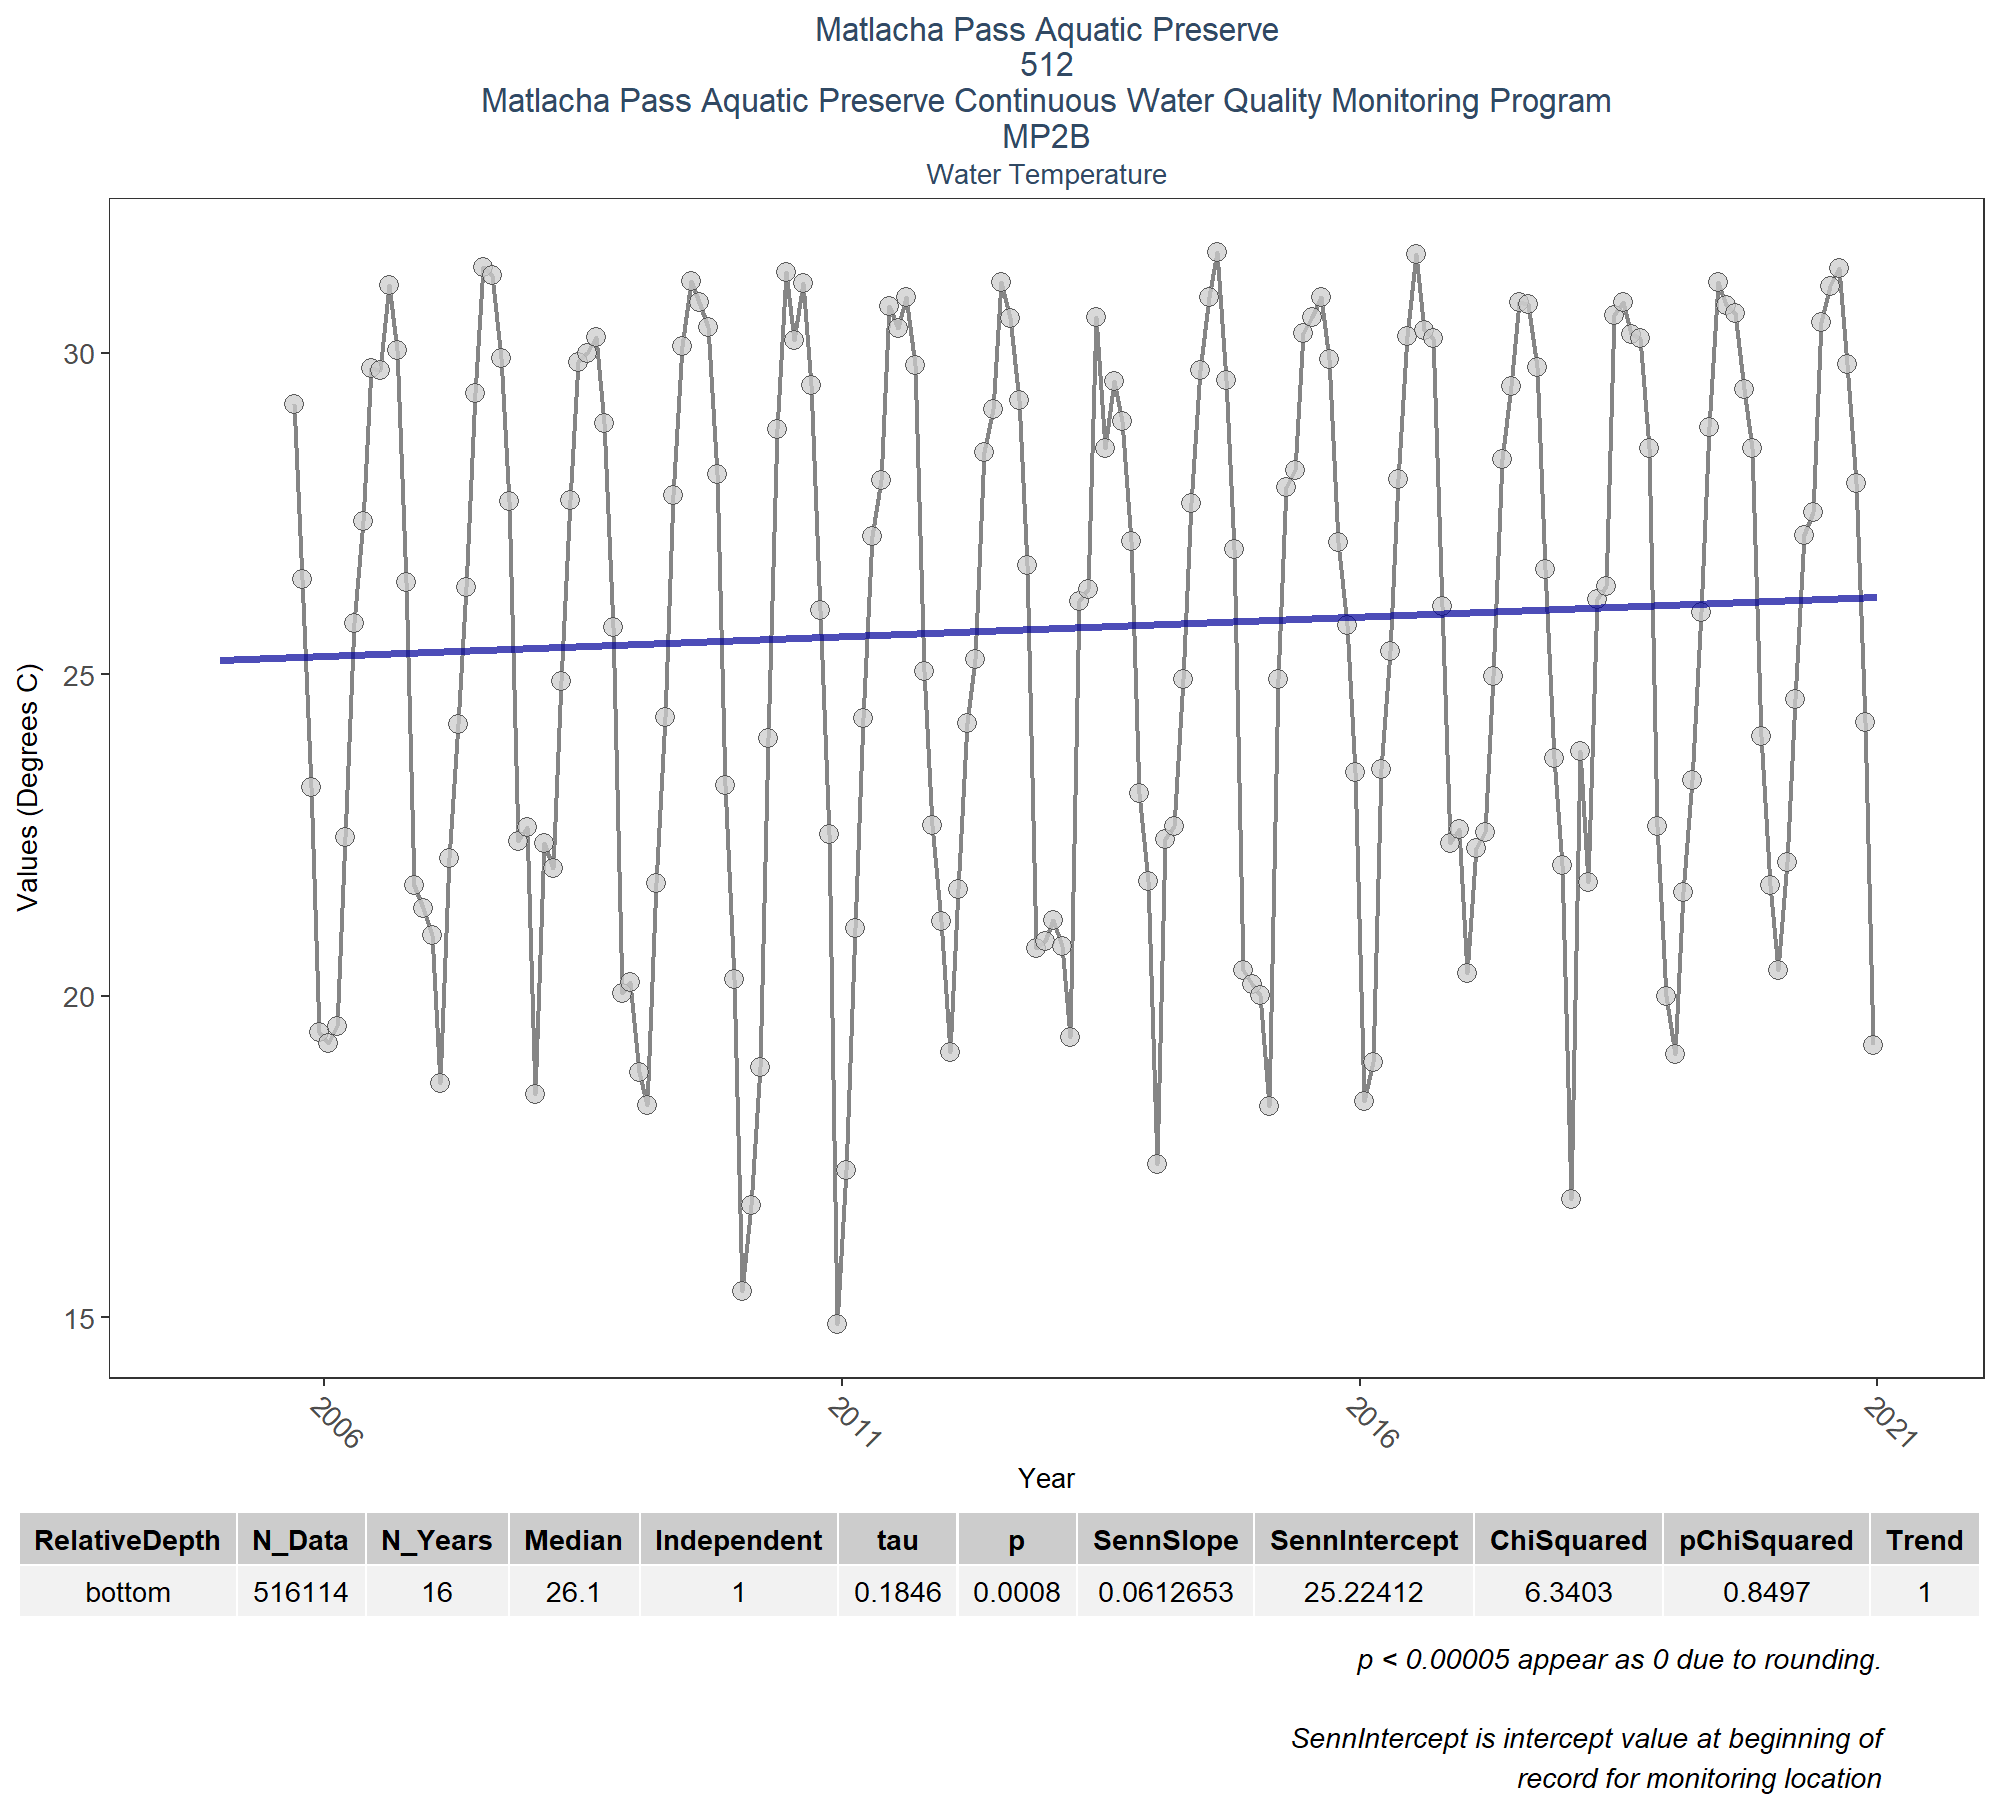 Matlacha Pass Aquatic Preserve
512
Matlacha Pass Aquatic Preserve Continuous Water Quality Monitoring Program
MP2B
Water Temperature
Values (Degrees C)
30
25
20
15
2006
2011
2016
2021
Year
RelativeDepth N_Data N_Years Median Independent tau p SennSlope SennIntercept ChiSquared pChiSquared Trend
bottom 516114 16 26.1 1 0.1846 0.0008 0.0612653 25.22412 6.3403 0.8497 1
p < 0.00005 appear as 0 due to rounding.
SennIntercept is intercept value at beginning of
record for monitoring location